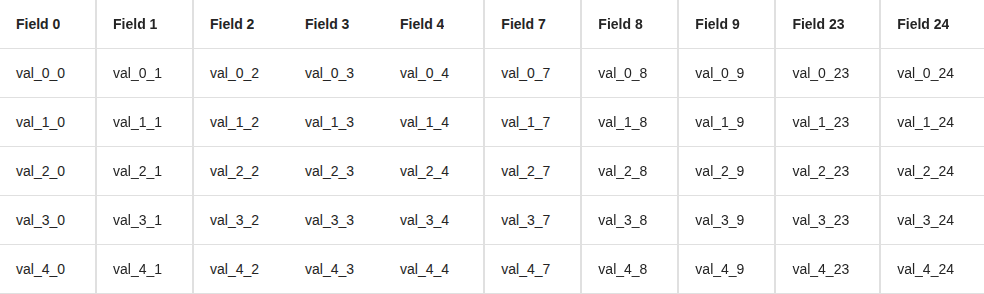 Field 0 Field 1 Field 2 Field 3 Field 4 Field 7 Field 8 Field 9 Field 23 Field 24
val_0_0 val_0_1 val_0_2 val_0_3 val_0_4 val_0_7 val_0_8 val_0_9 val_0_23 val_0_24
val_1_0 val_1_1 val_1_2 val_1_3 val_1_4 val_1_7 val_1_8 val_1_9 val_1_23 val_1_24
val_2_0 val_2_1 val_2_2 val_2_3 val_2_4 val_2_7 val_2_8 val_2_9 val_2_23 val_2_24
val_3_0 val_3_1 val_3_2 val_3_3 val_3_4 val_3_7 val_3_8 val_3_9 val_3_23 val_3_24
val_4_0 val_4_1 val_4_2 val_4_3 val_4_4 val_4_7 val_4_8 val_4_9 val_4_23 val_4_24